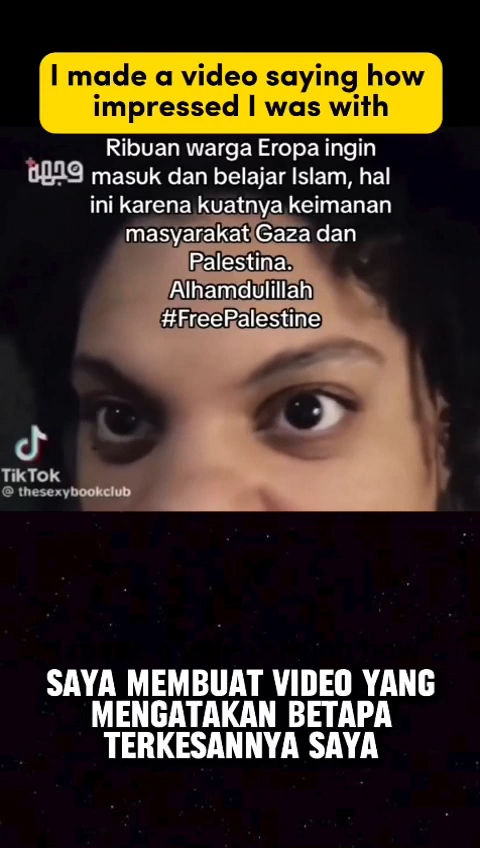 I made a video saying how
impressed I was with
وجهة
Ribuan warga Eropa ingin
masuk dan belajar Islam, hal
ini karena kuatnya keimanan
masyarakat Gaza dan
Palestina.
Alhamdulillah
#FreePalestine
TikTok
@ thesexybookclub
SAYA MEMBUAT VIDEO YANG
MENGATAKAN BETAPA
TERKESANNYA SAYA